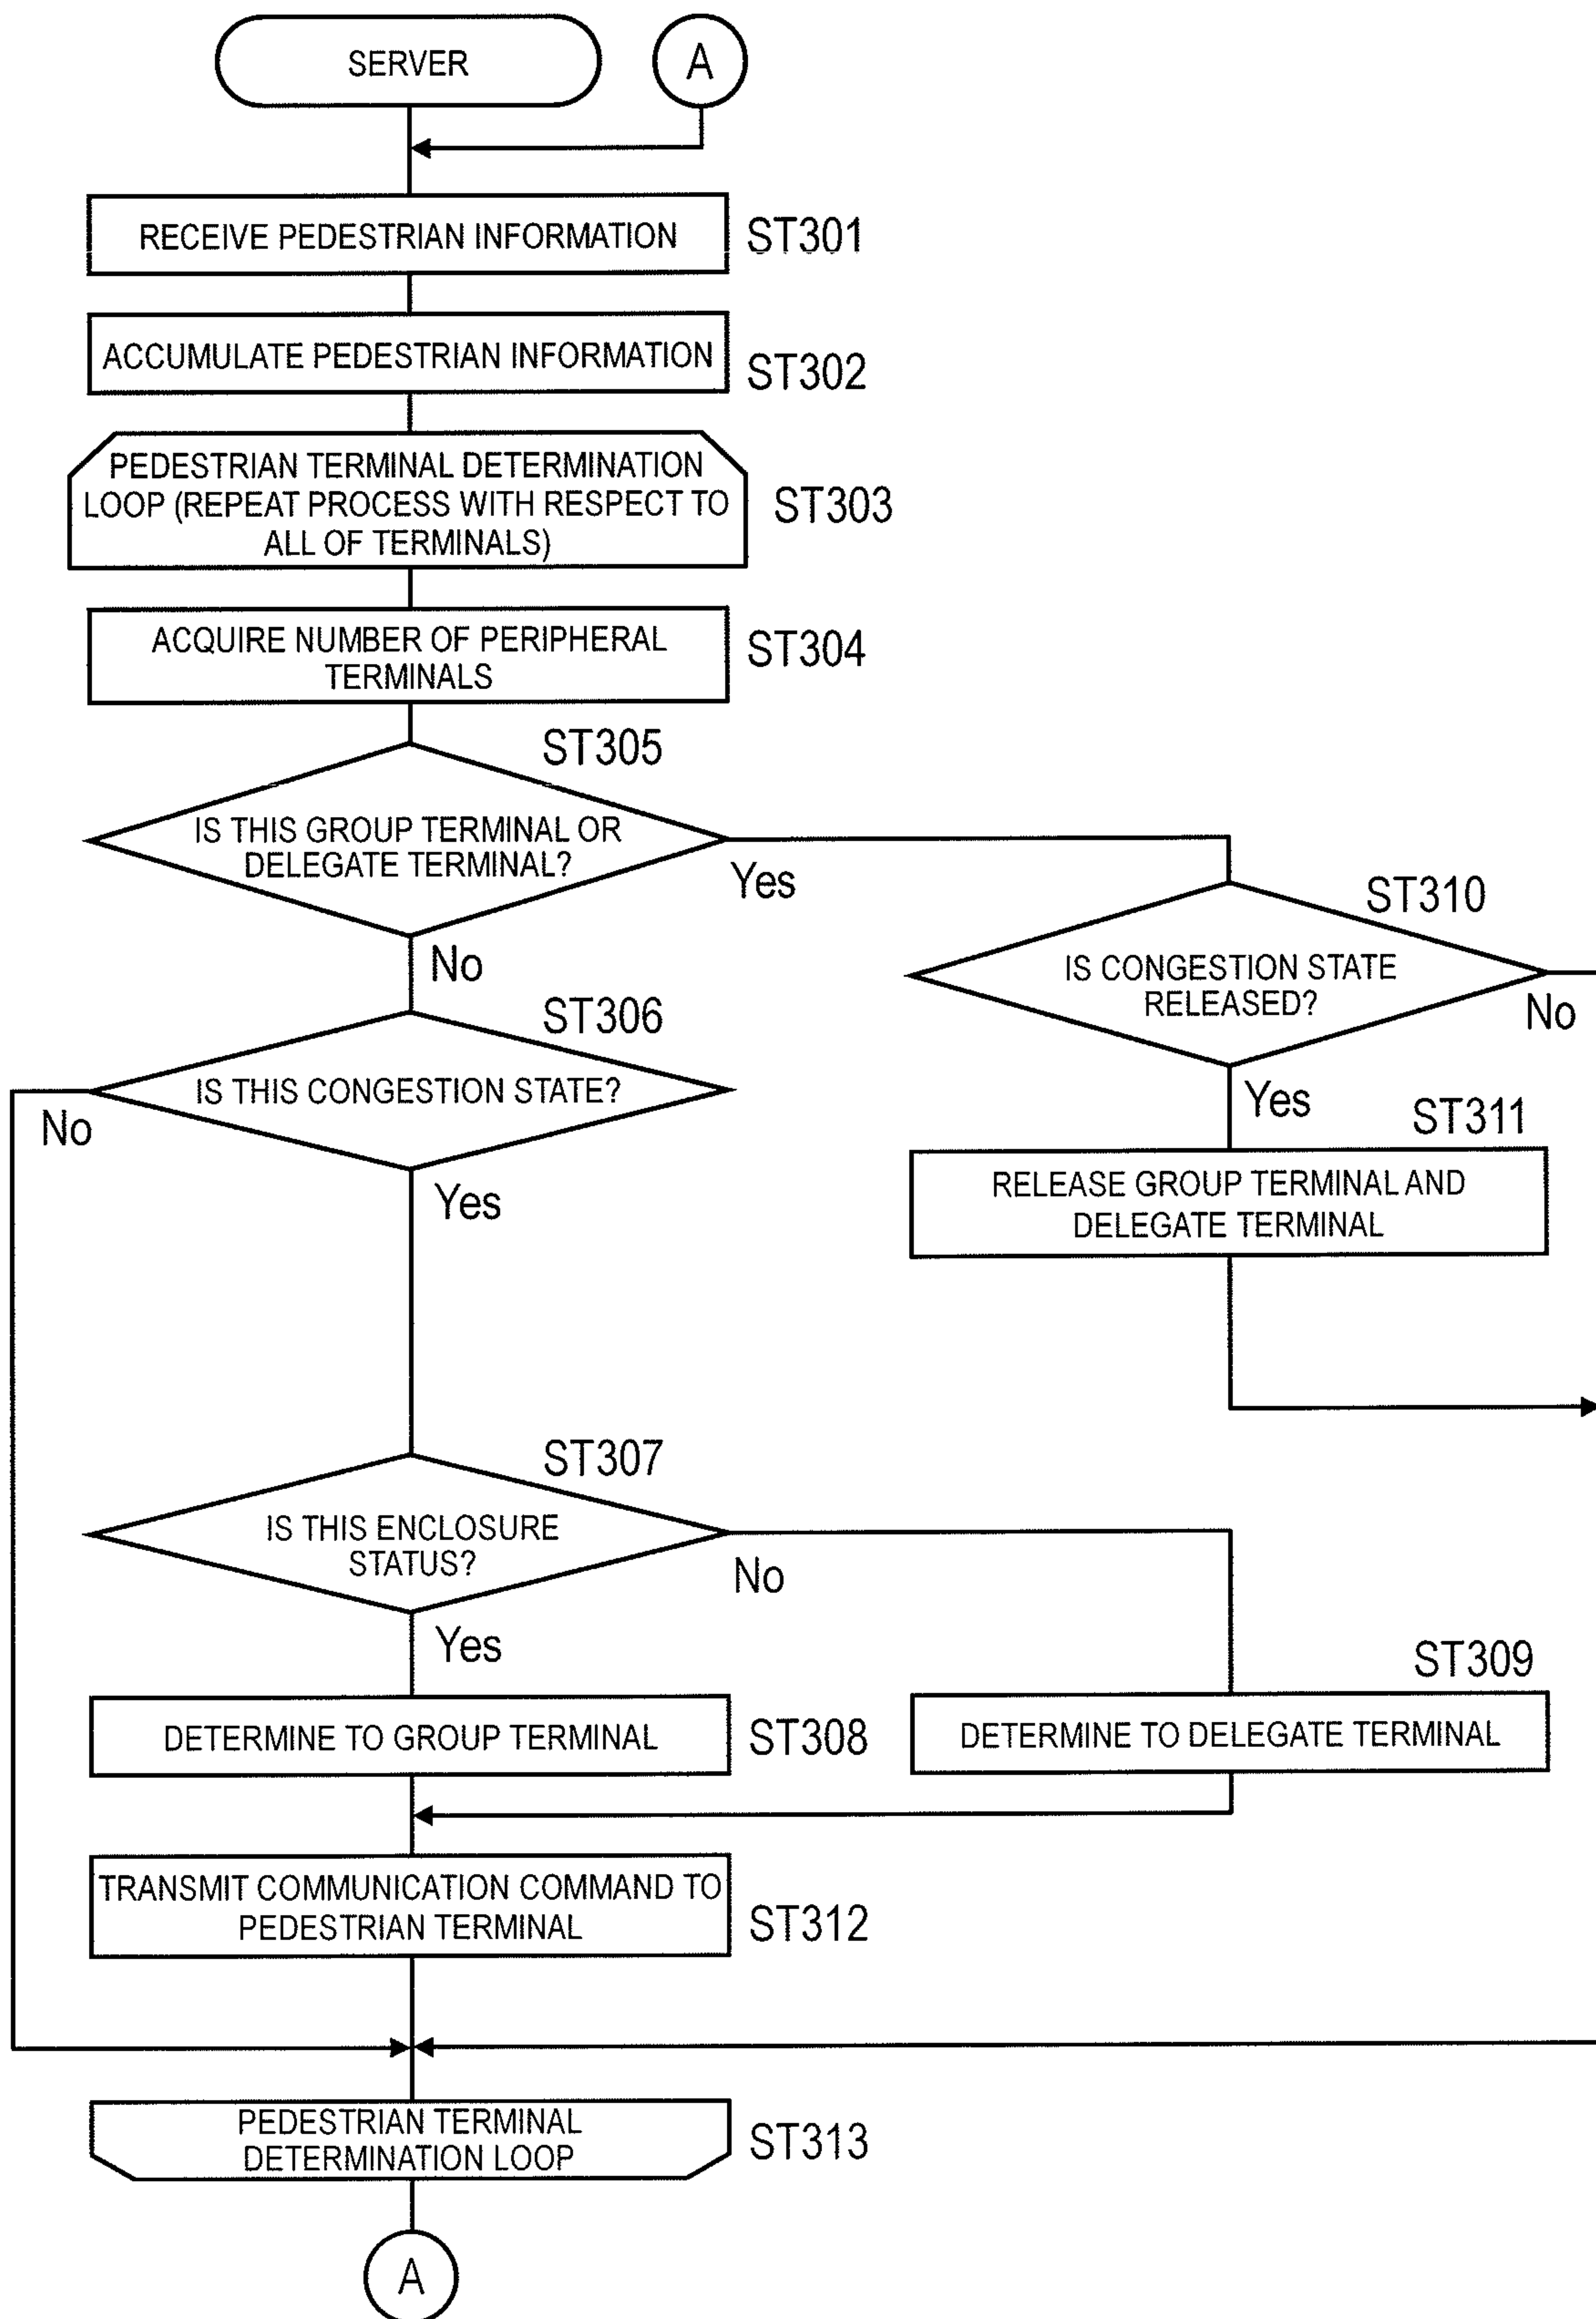 SERVER
A
RECEIVE PEDESTRIAN INFORMATION
ST301
ACCUMULATE PEDESTRIAN INFORMATION
ST302
PEDESTRIAN TERMINAL DETERMINATION
LOOP (REPEAT PROCESS WITH RESPECT TO
ALL OF TERMINALS)
ST303
ACQUIRE NUMBER OF PERIPHERAL
TERMINALS
ST304
ST305
IS THIS GROUP TERMINAL OR
DELEGATE TERMINAL?
Yes
No
ST310
IS CONGESTION STATE
RELEASED?
No
Yes
ST306
IS THIS CONGESTION STATE?
No
Yes
ST311
RELEASE GROUP TERMINAL AND
DELEGATE TERMINAL
ST307
IS THIS ENCLOSURE
STATUS?
No
Yes
ST309
DETERMINE TO GROUP TERMINAL
ST308
DETERMINE TO DELEGATE TERMINAL
TRANSMIT COMMUNICATION COMMAND TO
PEDESTRIAN TERMINAL
ST312
PEDESTRIAN TERMINAL
DETERMINATION LOOP
ST313
A